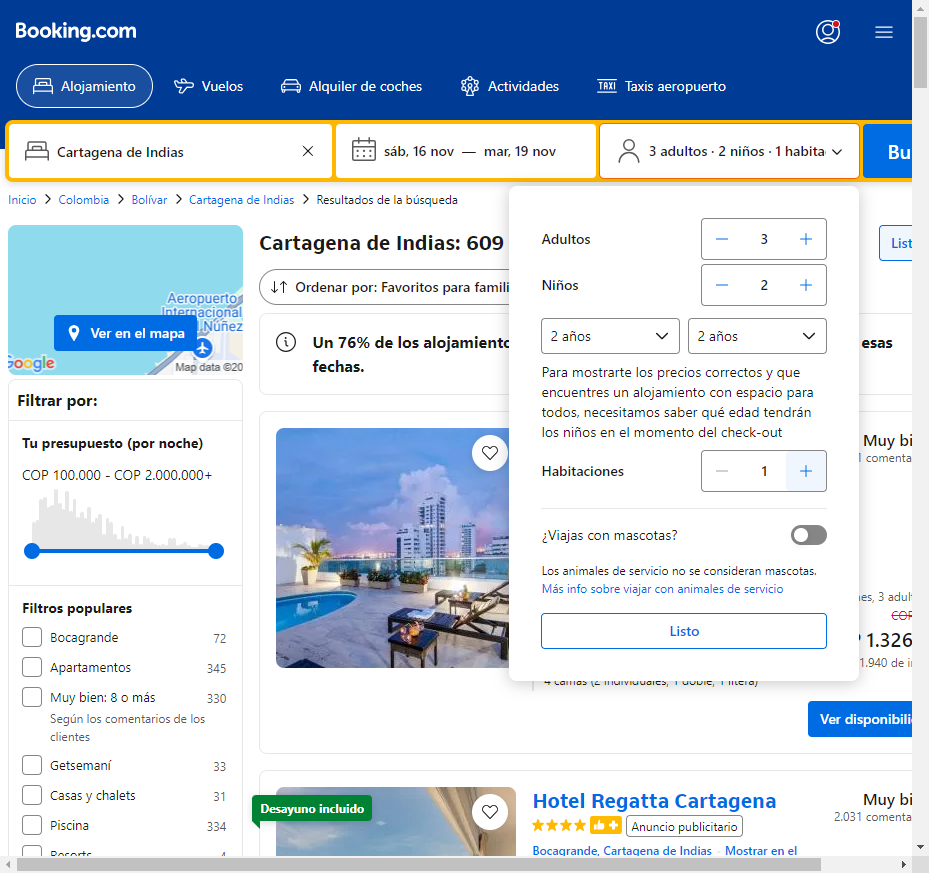 Booking.com
Alojamiento
Vuelos
Alquiler de coches
Actividades
TAXI
Taxis aeropuerto
Cartagena de Indias
sáb, 16 nov — mar, 19 nov
3 adultos · 2 niños · 1 habita
Bu
Inicio > Colombia > Bolívar > Cartagena de Indias > Resultados de la búsqueda
Aeropuerto
Internacional
Núñez
Ver en el mapa
Google
Map data ©20
Filtrar por:
Tu presupuesto (por noche)
COP 100.000 - COP 2.000.000+
Filtros populares
Bocagrande 72
Apartamentos 345
Muy bien: 8 o más 330
Según los comentarios de los
clientes
Getsemaní 33
Casas y chalets 31
Piscina 334
Resorts 4
Cartagena de Indias: 609
List
Ordenar por: Favoritos para famili
Un 76% de los alojamiento
esas
fechas.
Adultos 3
Niños 2
2 años
2 años
Para mostrarte los precios correctos y que
encuentres un alojamiento con espacio para
todos, necesitamos saber qué edad tendrán
los niños en el momento del check-out
Habitaciones 1
¿Viajas con mascotas?
Los animales de servicio no se consideran mascotas.
Más info sobre viajar con animales de servicio
Listo
Muy bi
1 comenta
es, 3 adul
COP
1.326
1.940 de i
4 camas (2 individuales, 1 doble, 1 litera)
Ver disponibili
Desayuno incluido
Hotel Regatta Cartagena
Anuncio publicitario
Bocagrande, Cartagena de Indias · Mostrar en el
Muy bi
2.031 comenta